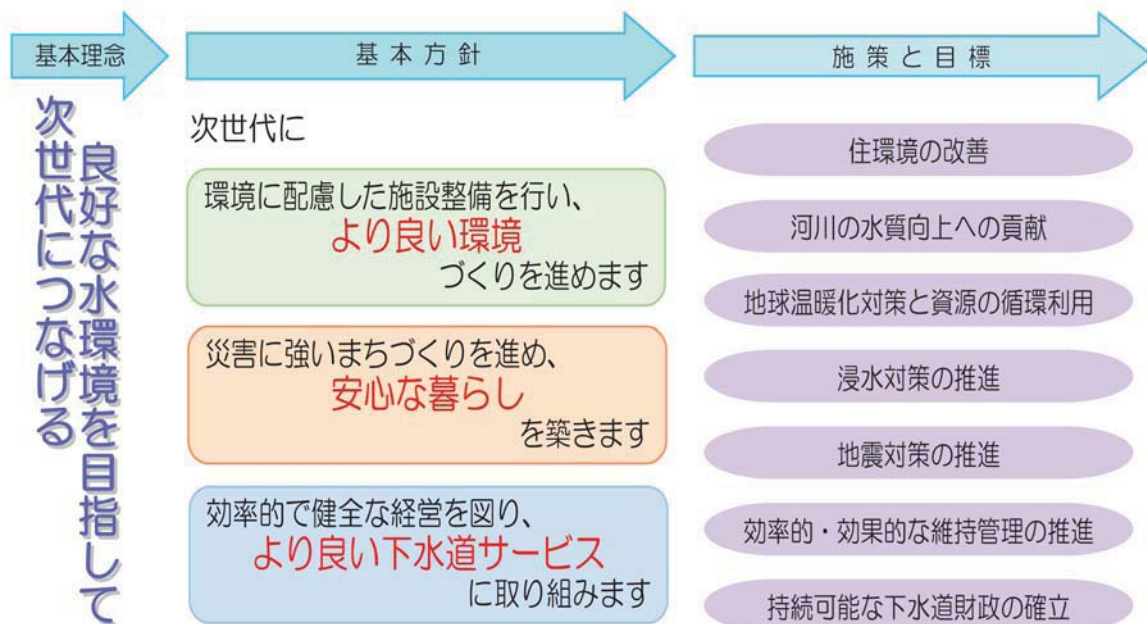 基本理念
良好な水環境を目指して
次世代につなげる
基本方針
次世代に
環境に配慮した施設整備を行い、
より良い環境
づくりを進めます
災害に強いまちづくりを進め、
安心な暮らし
を築きます
効率的で健全な経営を図り、
より良い下水道サービス
に取り組みます
施策と目標
住環境の改善
河川の水質向上への貢献
地球温暖化対策と資源の循環利用
浸水対策の推進
地震対策の推進
効率的・効果的な維持管理の推進
持続可能な下水道財政の確立